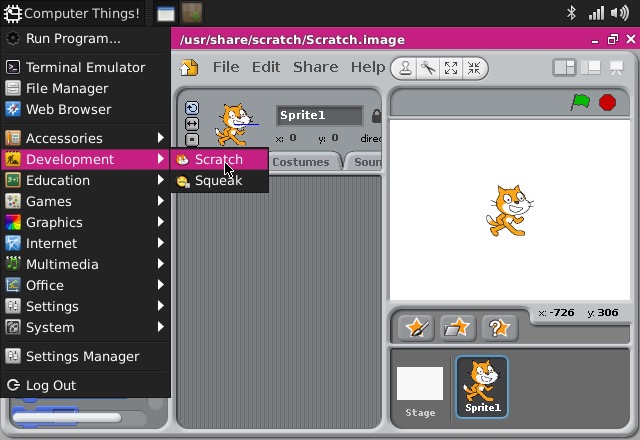 Computer Things!
Run Program...
Terminal Emulator
File Manager
Web Browser
Accessories
Development
Education
Games
Graphics
Internet
Multimedia
Office
Settings
System
Settings Manager
Log Out
Scratch
Squeak
/usr/share/scratch/Scratch.image
File Edit Share Help
Sprite1
x: 0 y: 0 direc
Costumes Soun
x: -726 y: 306
Stage
Sprite1